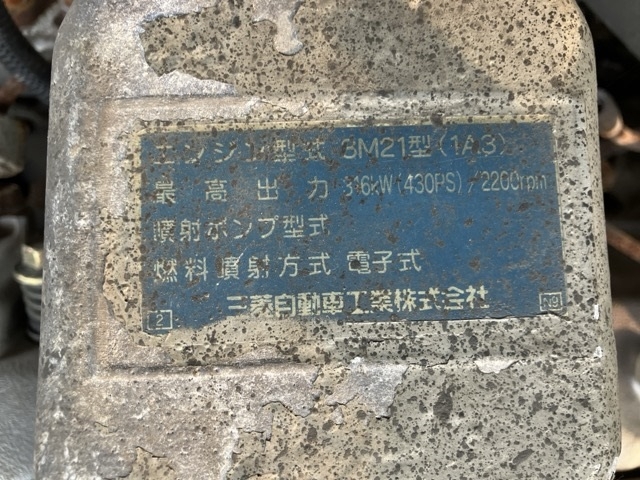 エンジン型式 8M21型(1A3)
最高出力 316kW(430PS)/2200rpm
噴射ポンプ型式
燃料噴射方式 電子式
三菱自動車工業株式会社
2